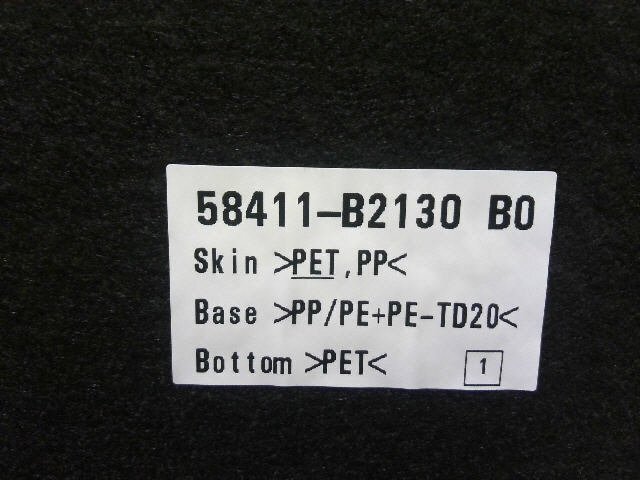 58411-B2130 B0
Skin >PET,PP<
Base >PP/PE+PE-TD20<
Bottom >PET<
1